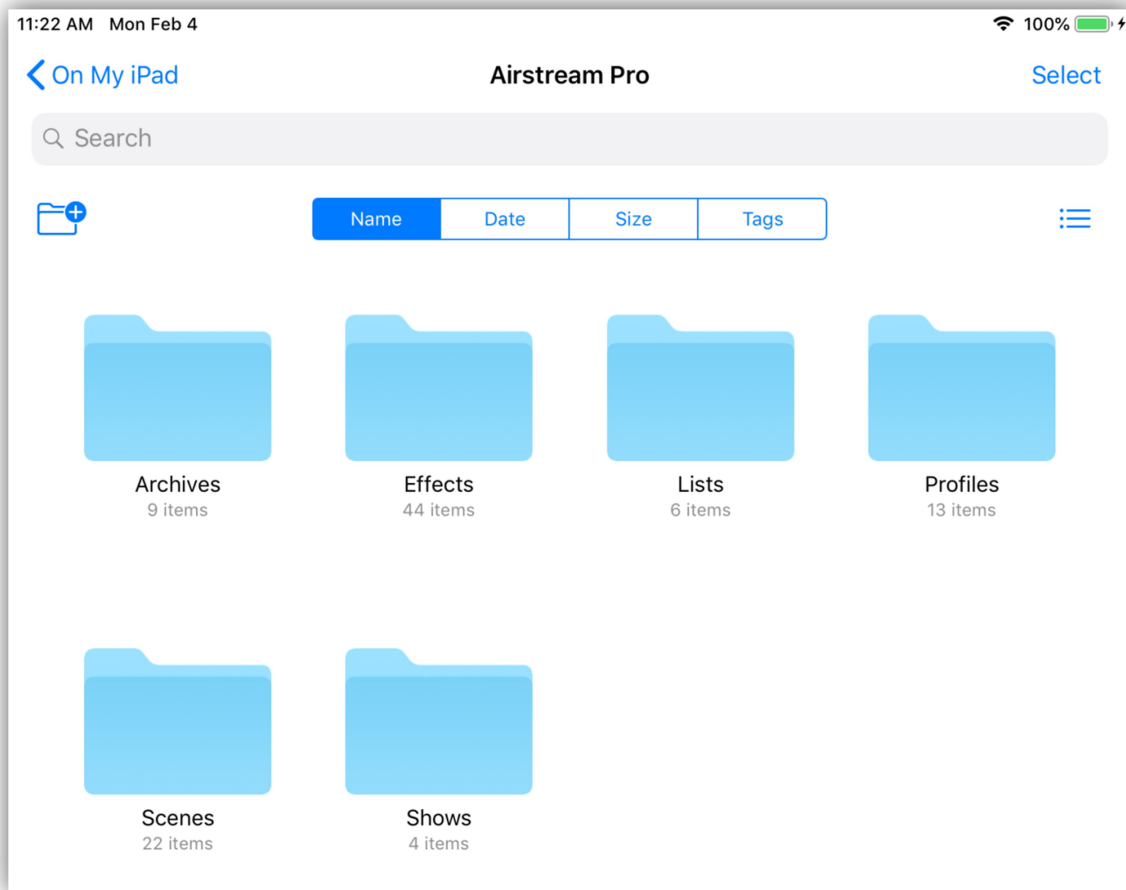 11:22 AM Mon Feb 4 100%
On My iPad Airstream Pro Select
Search
Name Date Size Tags
Archives Effects Lists Profiles
9 items 44 items 6 items 13 items
Scenes Shows
22 items 4 items